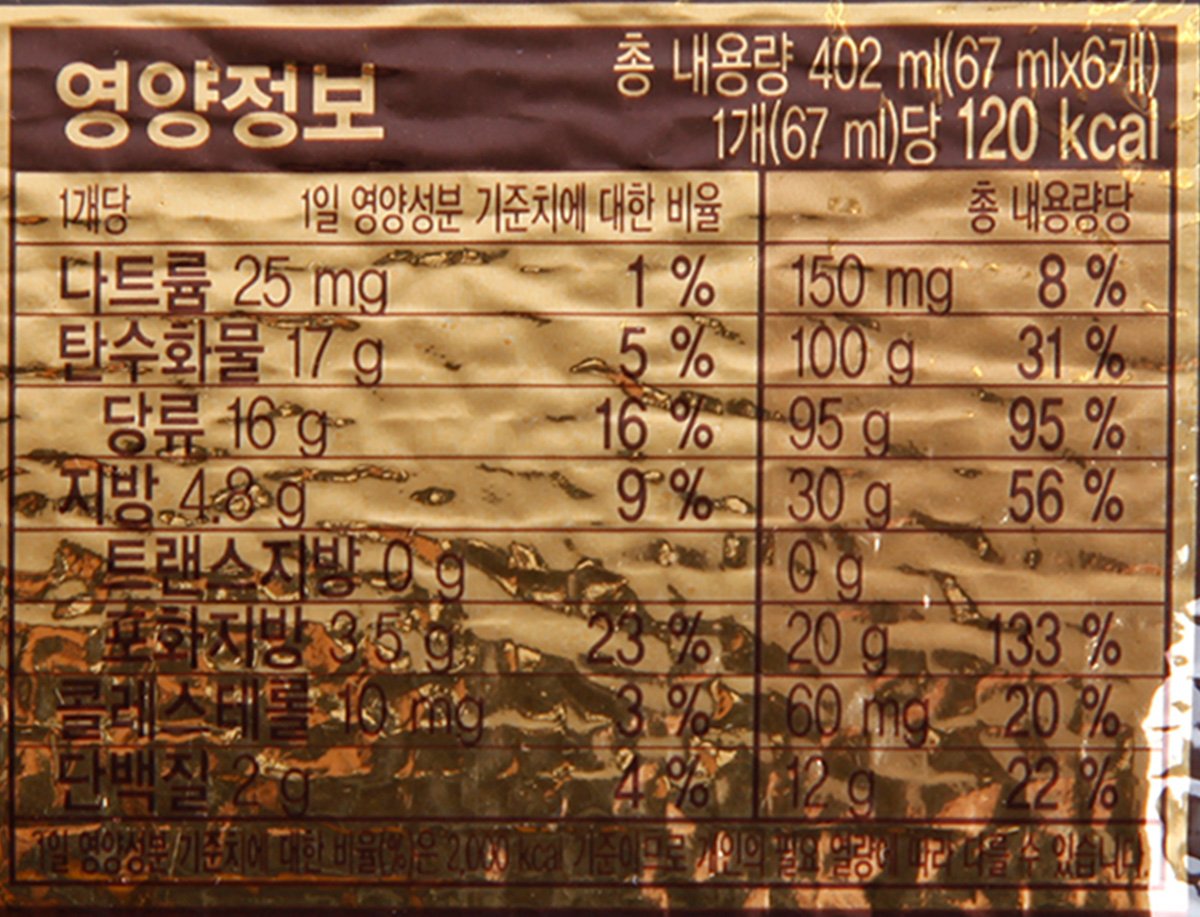 영양정보
총 내용량 402 ml(67 mlx6개)
1개(67 ml)당 120 kcal
1개당 1일 영양성분 기준치에 대한 비율 총 내용량당
나트륨 25 mg 1 % 150 mg 8 %
탄수화물 17 g 5 % 100 g 31 %
당류 16 g 16 % 95 g 95 %
지방 4.8 g 9 % 30 g 56 %
트랜스지방 0 g 0 g
포화지방 3.5 g 23 % 20 g 133 %
콜레스테롤 10 mg 3 % 60 mg 20 %
단백질 2 g 4 % 12 g 22 %
1일 영양성분 기준치에 대한 비율(%)은 2,000 kcal 기준이므로 개인의 필요 열량에 따라 다를 수 있습니다.